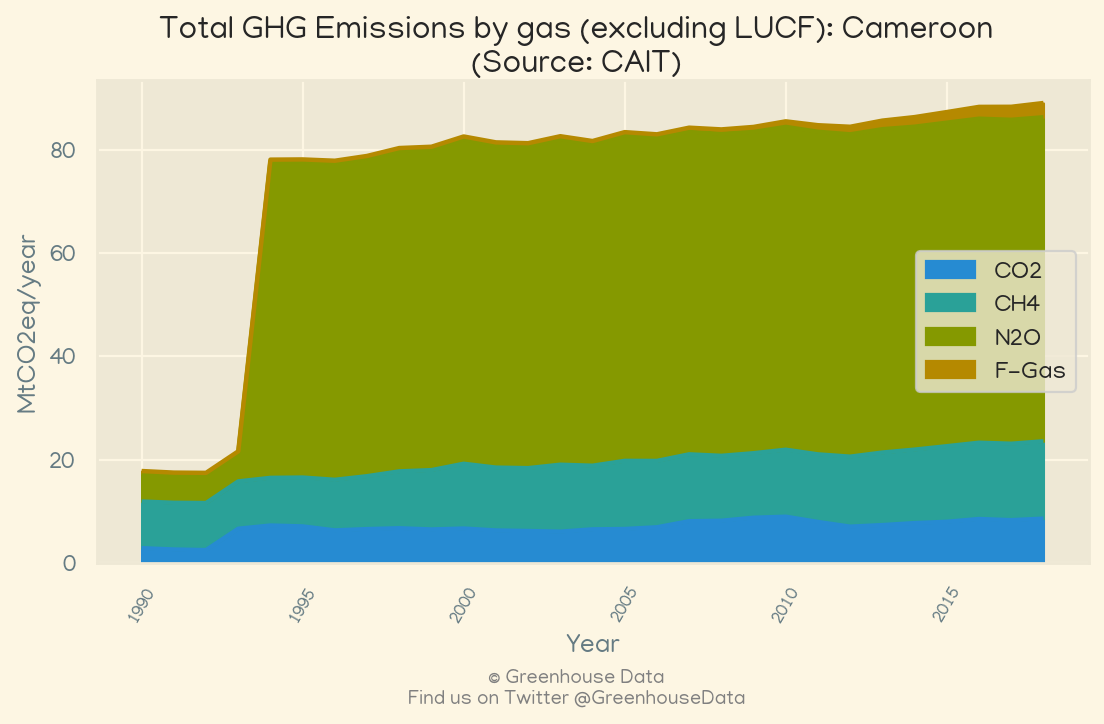 Total GHG Emissions by gas (excluding LUCF): Cameroon
(Source: CAIT)
MtCO2eq/year
80
60
40
20
0
CO2
CH4
N2O
F-Gas
1990
1995
2000
2005
2010
2015
Year
© Greenhouse Data
Find us on Twitter @GreenhouseData